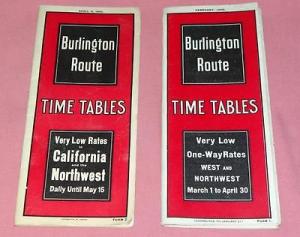 Burlington
Route
TIME TABLES
Very Low Rates
to
California
and the
Northwest
Daily Until May 15
Burlington
Route
TIME TABLES
Very Low
One-Way Rates
WEST AND
NORTHWEST
March 1 to April 30